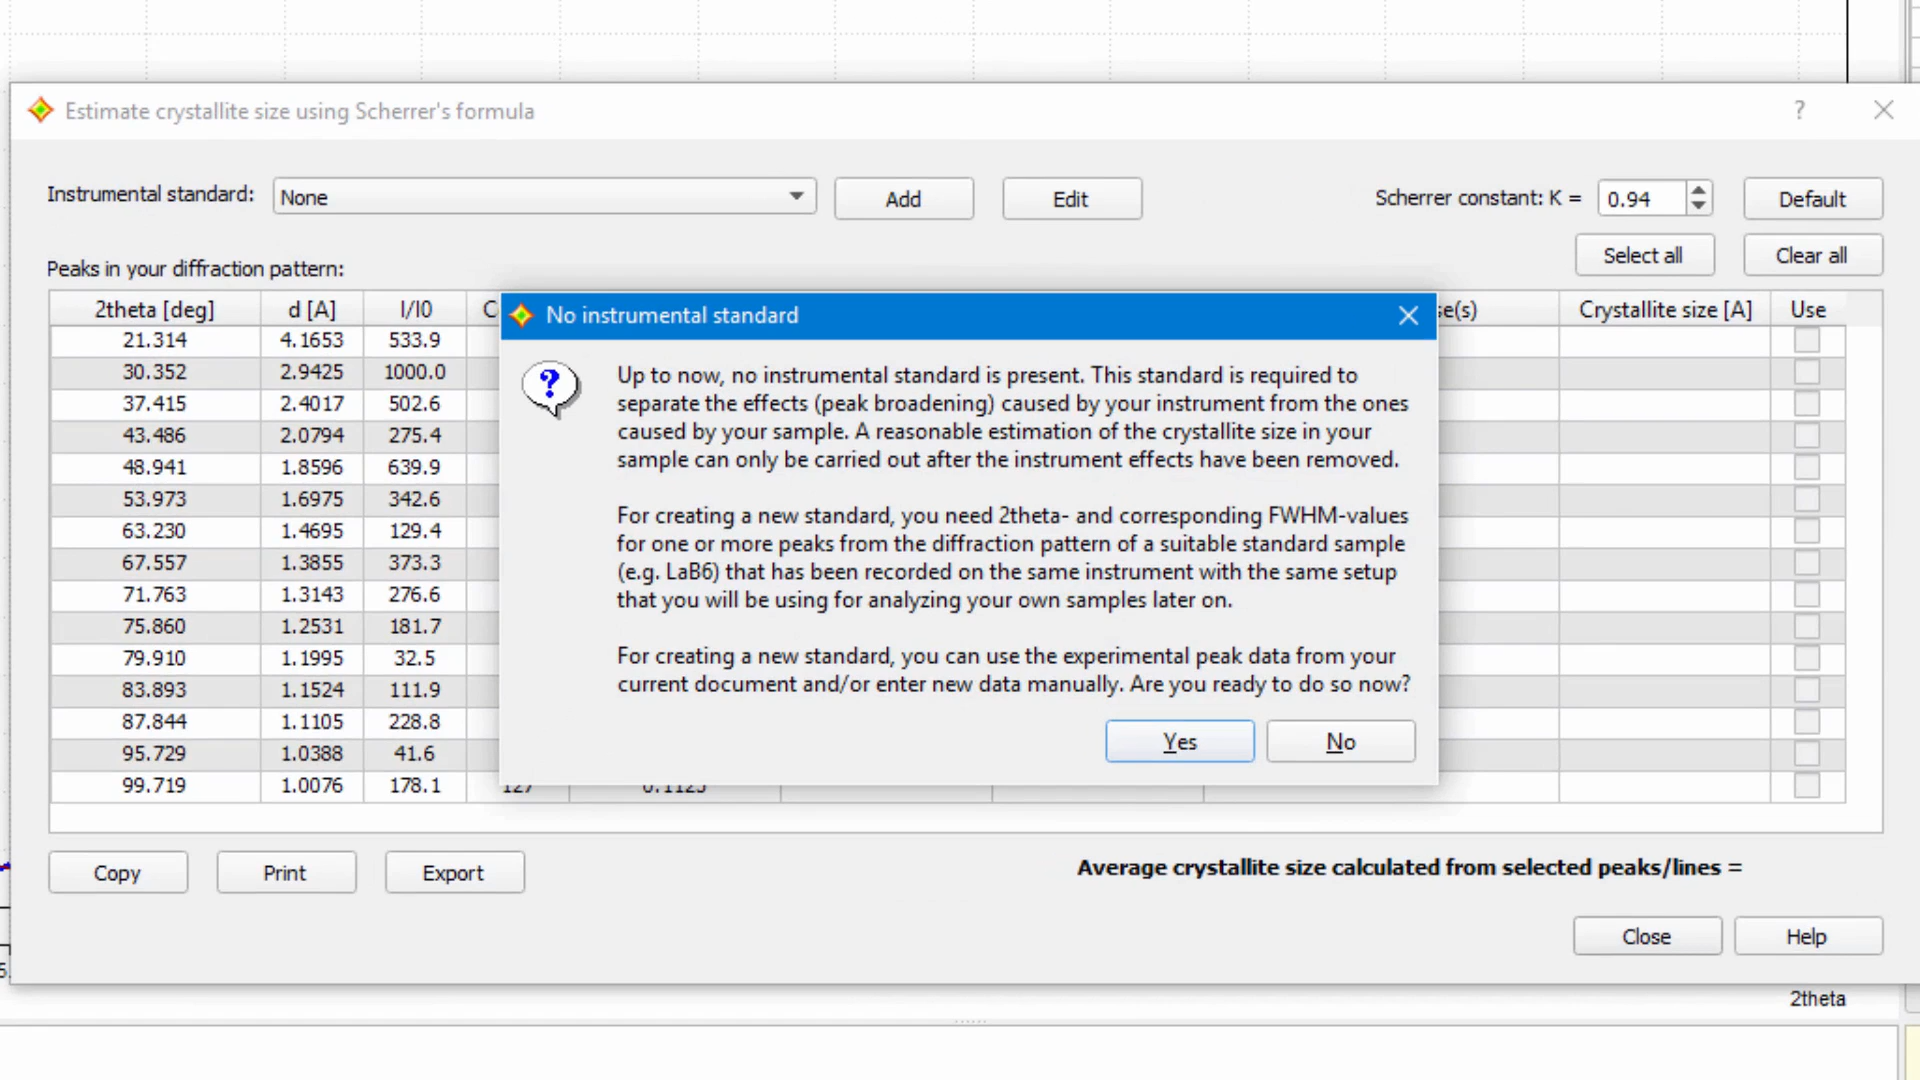 Estimate crystallite size using Scherrer's formula
?
Instrumental standard:
None
Add
Edit
Scherrer constant: K =
0.94
Default
Select all
Clear all
Peaks in your diffraction pattern:
2theta [deg] d [A] I/I0 Crystallite size [A] Use
21.314 4.1653 533.9
30.352 2.9425 1000.0
37.415 2.4017 502.6
43.486 2.0794 275.4
48.941 1.8596 639.9
53.973 1.6975 342.6
63.230 1.4695 129.4
67.557 1.3855 373.3
71.763 1.3143 276.6
75.860 1.2531 181.7
79.910 1.1995 32.5
83.893 1.1524 111.9
87.844 1.1105 228.8
95.729 1.0388 41.6
99.719 1.0076 178.1
No instrumental standard
?
Up to now, no instrumental standard is present. This standard is required to
separate the effects (peak broadening) caused by your instrument from the ones
caused by your sample. A reasonable estimation of the crystallite size in your
sample can only be carried out after the instrument effects have been removed.
For creating a new standard, you need 2theta- and corresponding FWHM-values
for one or more peaks from the diffraction pattern of a suitable standard sample
(e.g. LaB6) that has been recorded on the same instrument with the same setup
that you will be using for analyzing your own samples later on.
For creating a new standard, you can use the experimental peak data from your
current document and/or enter new data manually. Are you ready to do so now?
Yes
No
Copy
Print
Export
Average crystallite size calculated from selected peaks/lines =
Close
Help
2theta